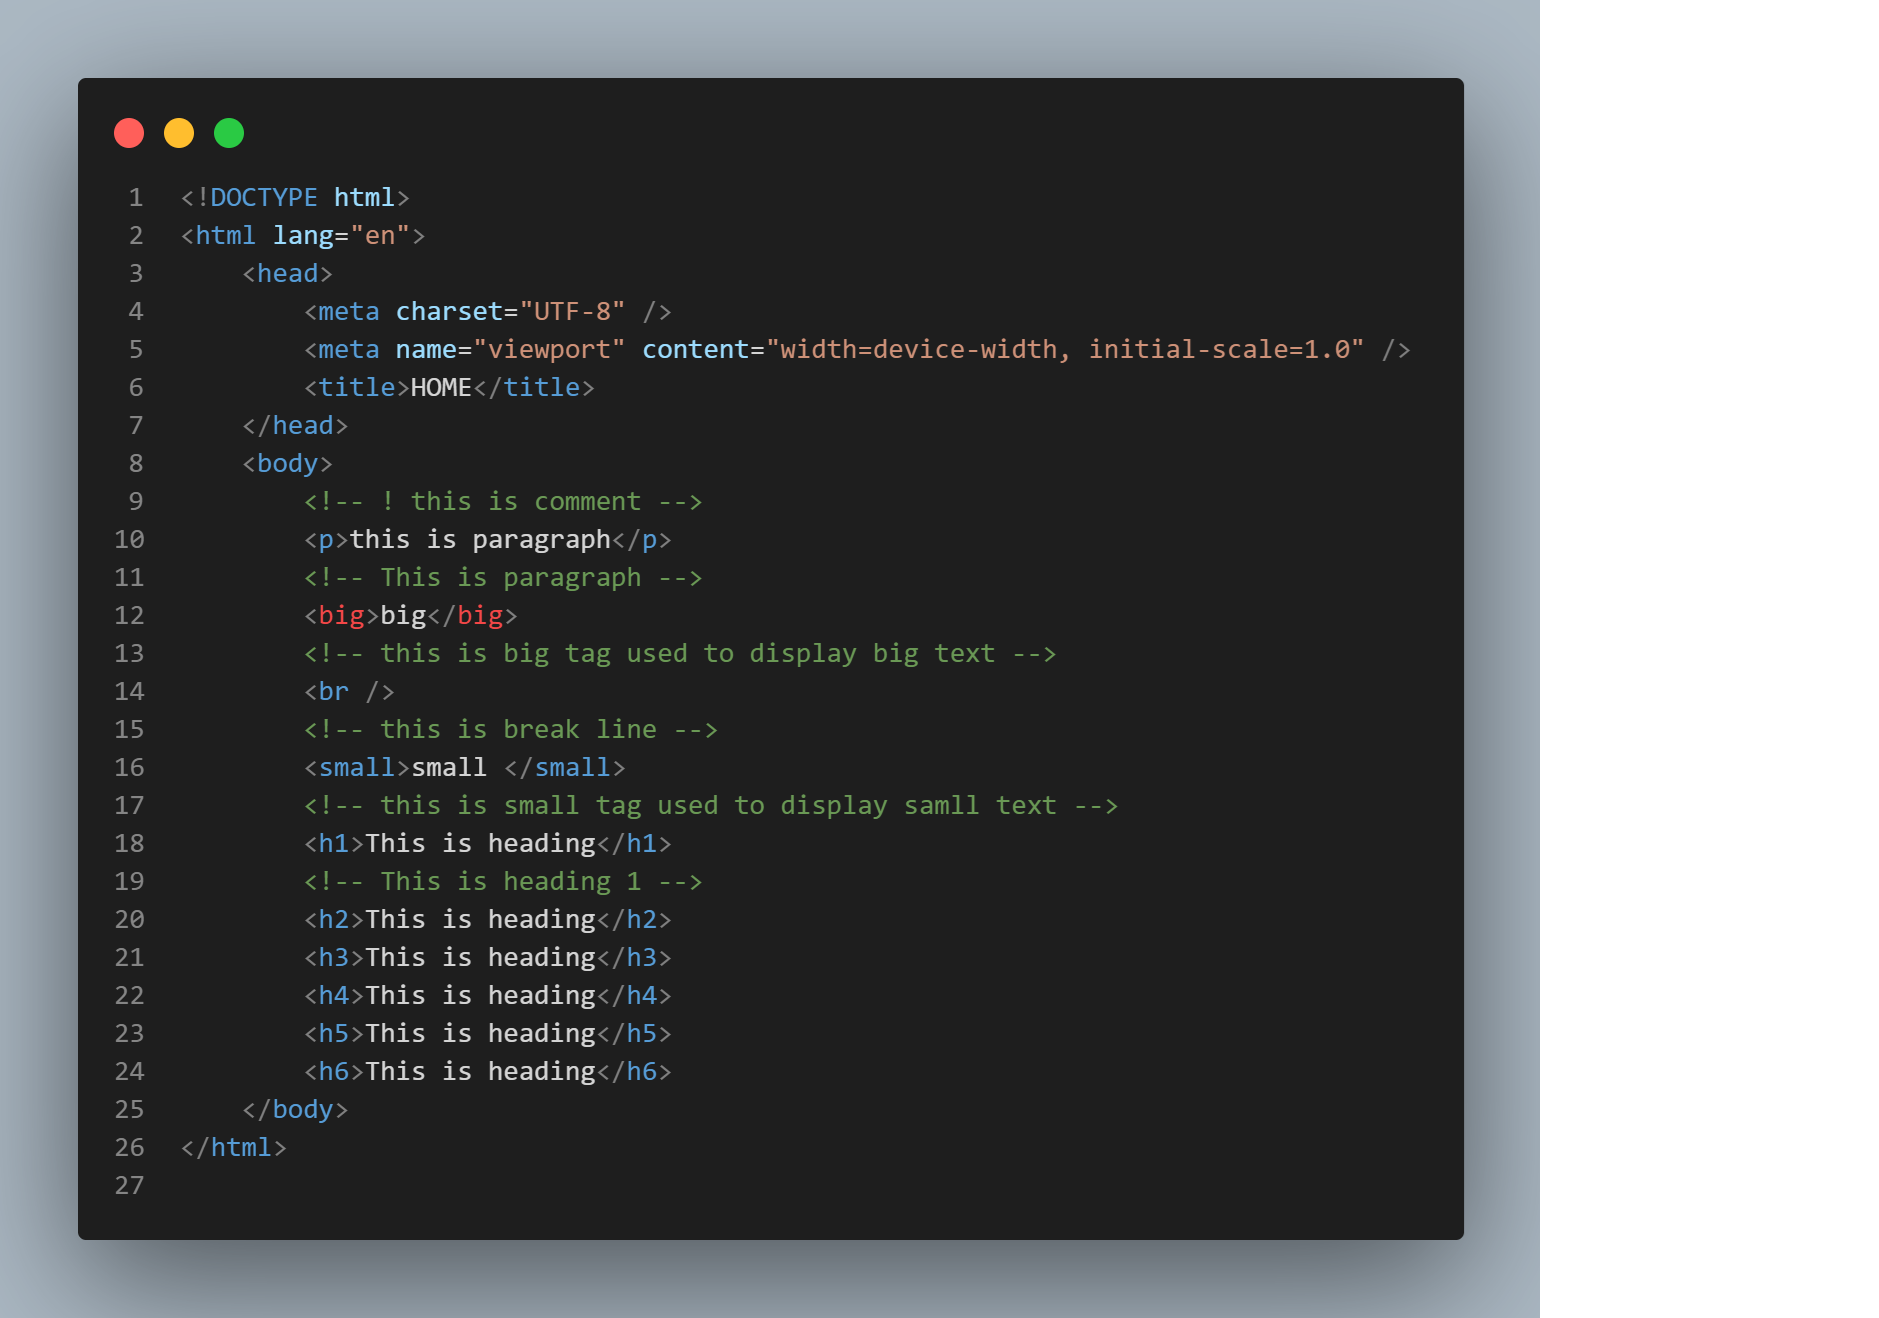 1 <!DOCTYPE html>
2 <html lang="en">
3     <head>
4         <meta charset="UTF-8" />
5         <meta name="viewport" content="width=device-width, initial-scale=1.0" />
6         <title>HOME</title>
7     </head>
8     <body>
9         <!-- ! this is comment -->
10         <p>this is paragraph</p>
11         <!-- This is paragraph -->
12         <big>big</big>
13         <!-- this is big tag used to display big text -->
14         <br />
15         <!-- this is break line -->
16         <small>small </small>
17         <!-- this is small tag used to display samll text -->
18         <h1>This is heading</h1>
19         <!-- This is heading 1 -->
20         <h2>This is heading</h2>
21         <h3>This is heading</h3>
22         <h4>This is heading</h4>
23         <h5>This is heading</h5>
24         <h6>This is heading</h6>
25     </body>
26 </html>
27